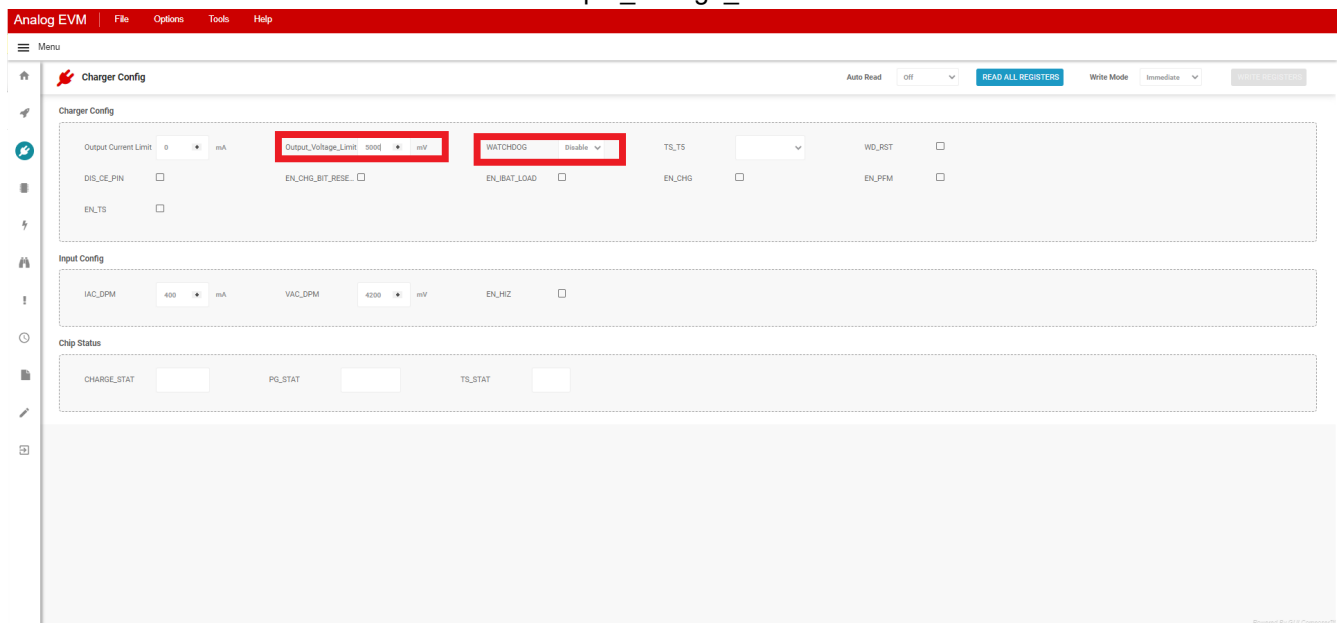 Analog EVM File Options Tools Help
Menu
Charger Config Auto Read Off READ ALL REGISTERS Write Mode Immediate WRITE REGISTERS
Charger Config
Output Current Limit 0 mA Output_Voltage_Limit 5000 mV WATCHDOG Disable TS_T5 WD_RST
DIS_CE_PIN EN_CHG_BIT_RESE... EN_IBAT_LOAD EN_CHG EN_PFM
EN_TS
Input Config
IAC_DPM 400 mA VAC_DPM 4200 mV EN_HIZ
Chip Status
CHARGE_STAT PG_STAT TS_STAT